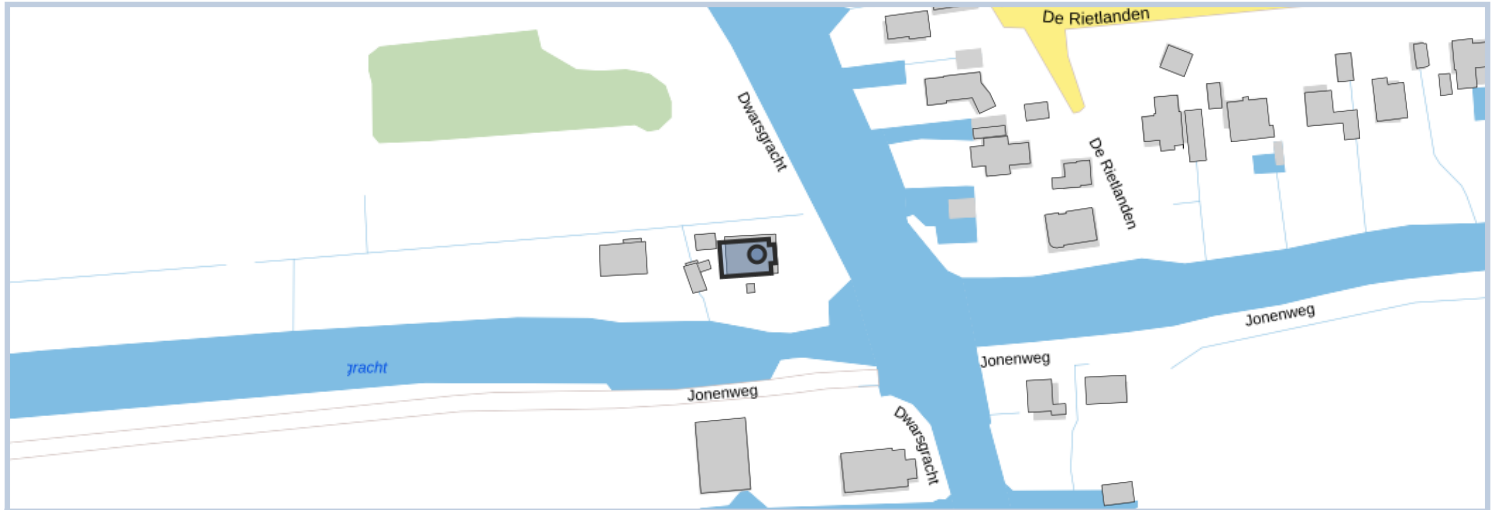 De Rietlanden
Dwarsgracht
De Rietlanden
Jonenweg
Jonenweg
gracht
Jonenweg
Dwarsgracht